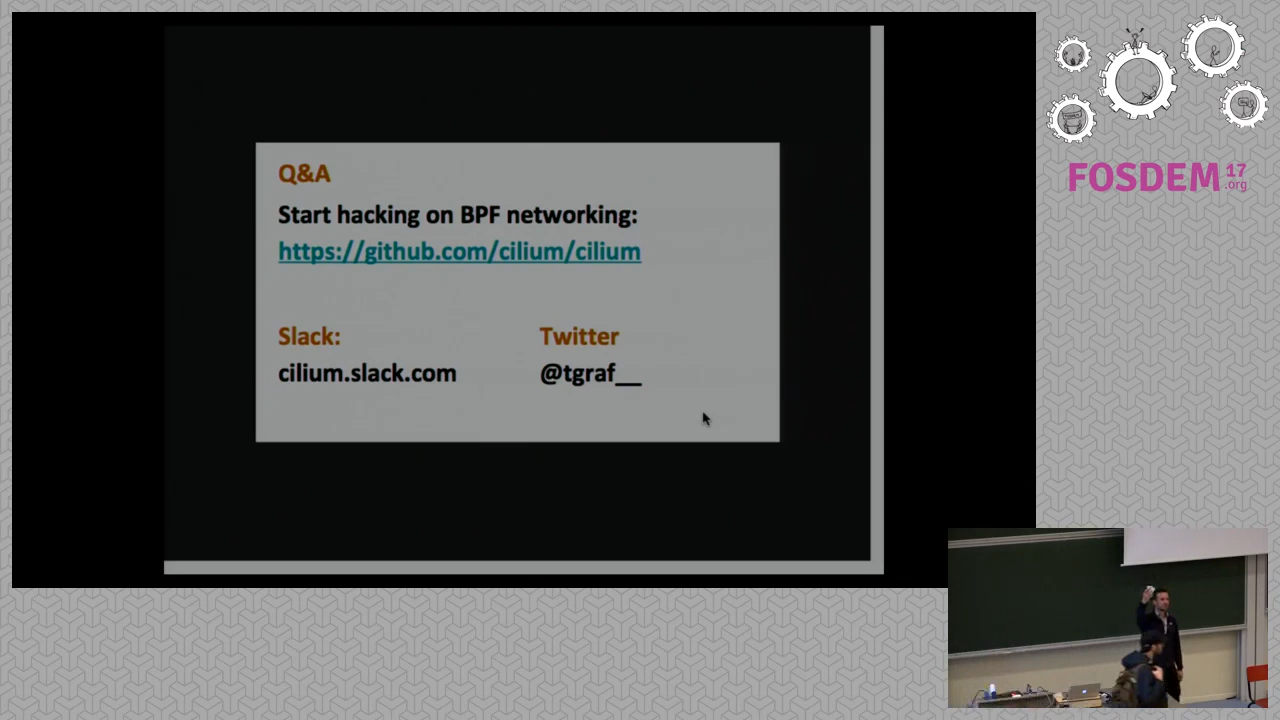 Q&A
Start hacking on BPF networking:
https://github.com/cilium/cilium
Slack:
Twitter
cilium.slack.com
@tgraf__
FOSDEM 17
.org